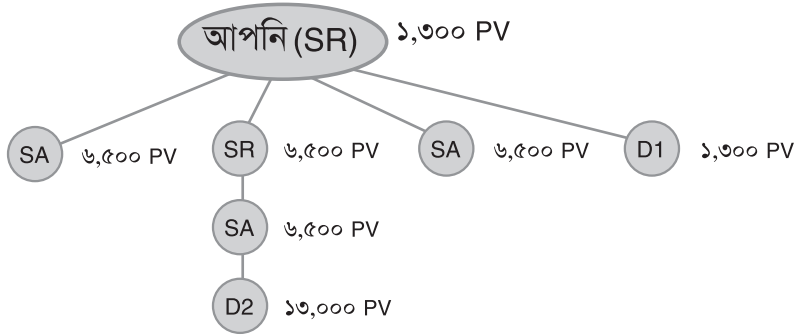 আপনি (SR) ১,৩০০ PV
SA ৬,৫০০ PV SR ৬,৫০০ PV SA ৬,৫০০ PV D1 ১,৩০০ PV
SA ৬,৫০০ PV
D2 ১৩,০০০ PV